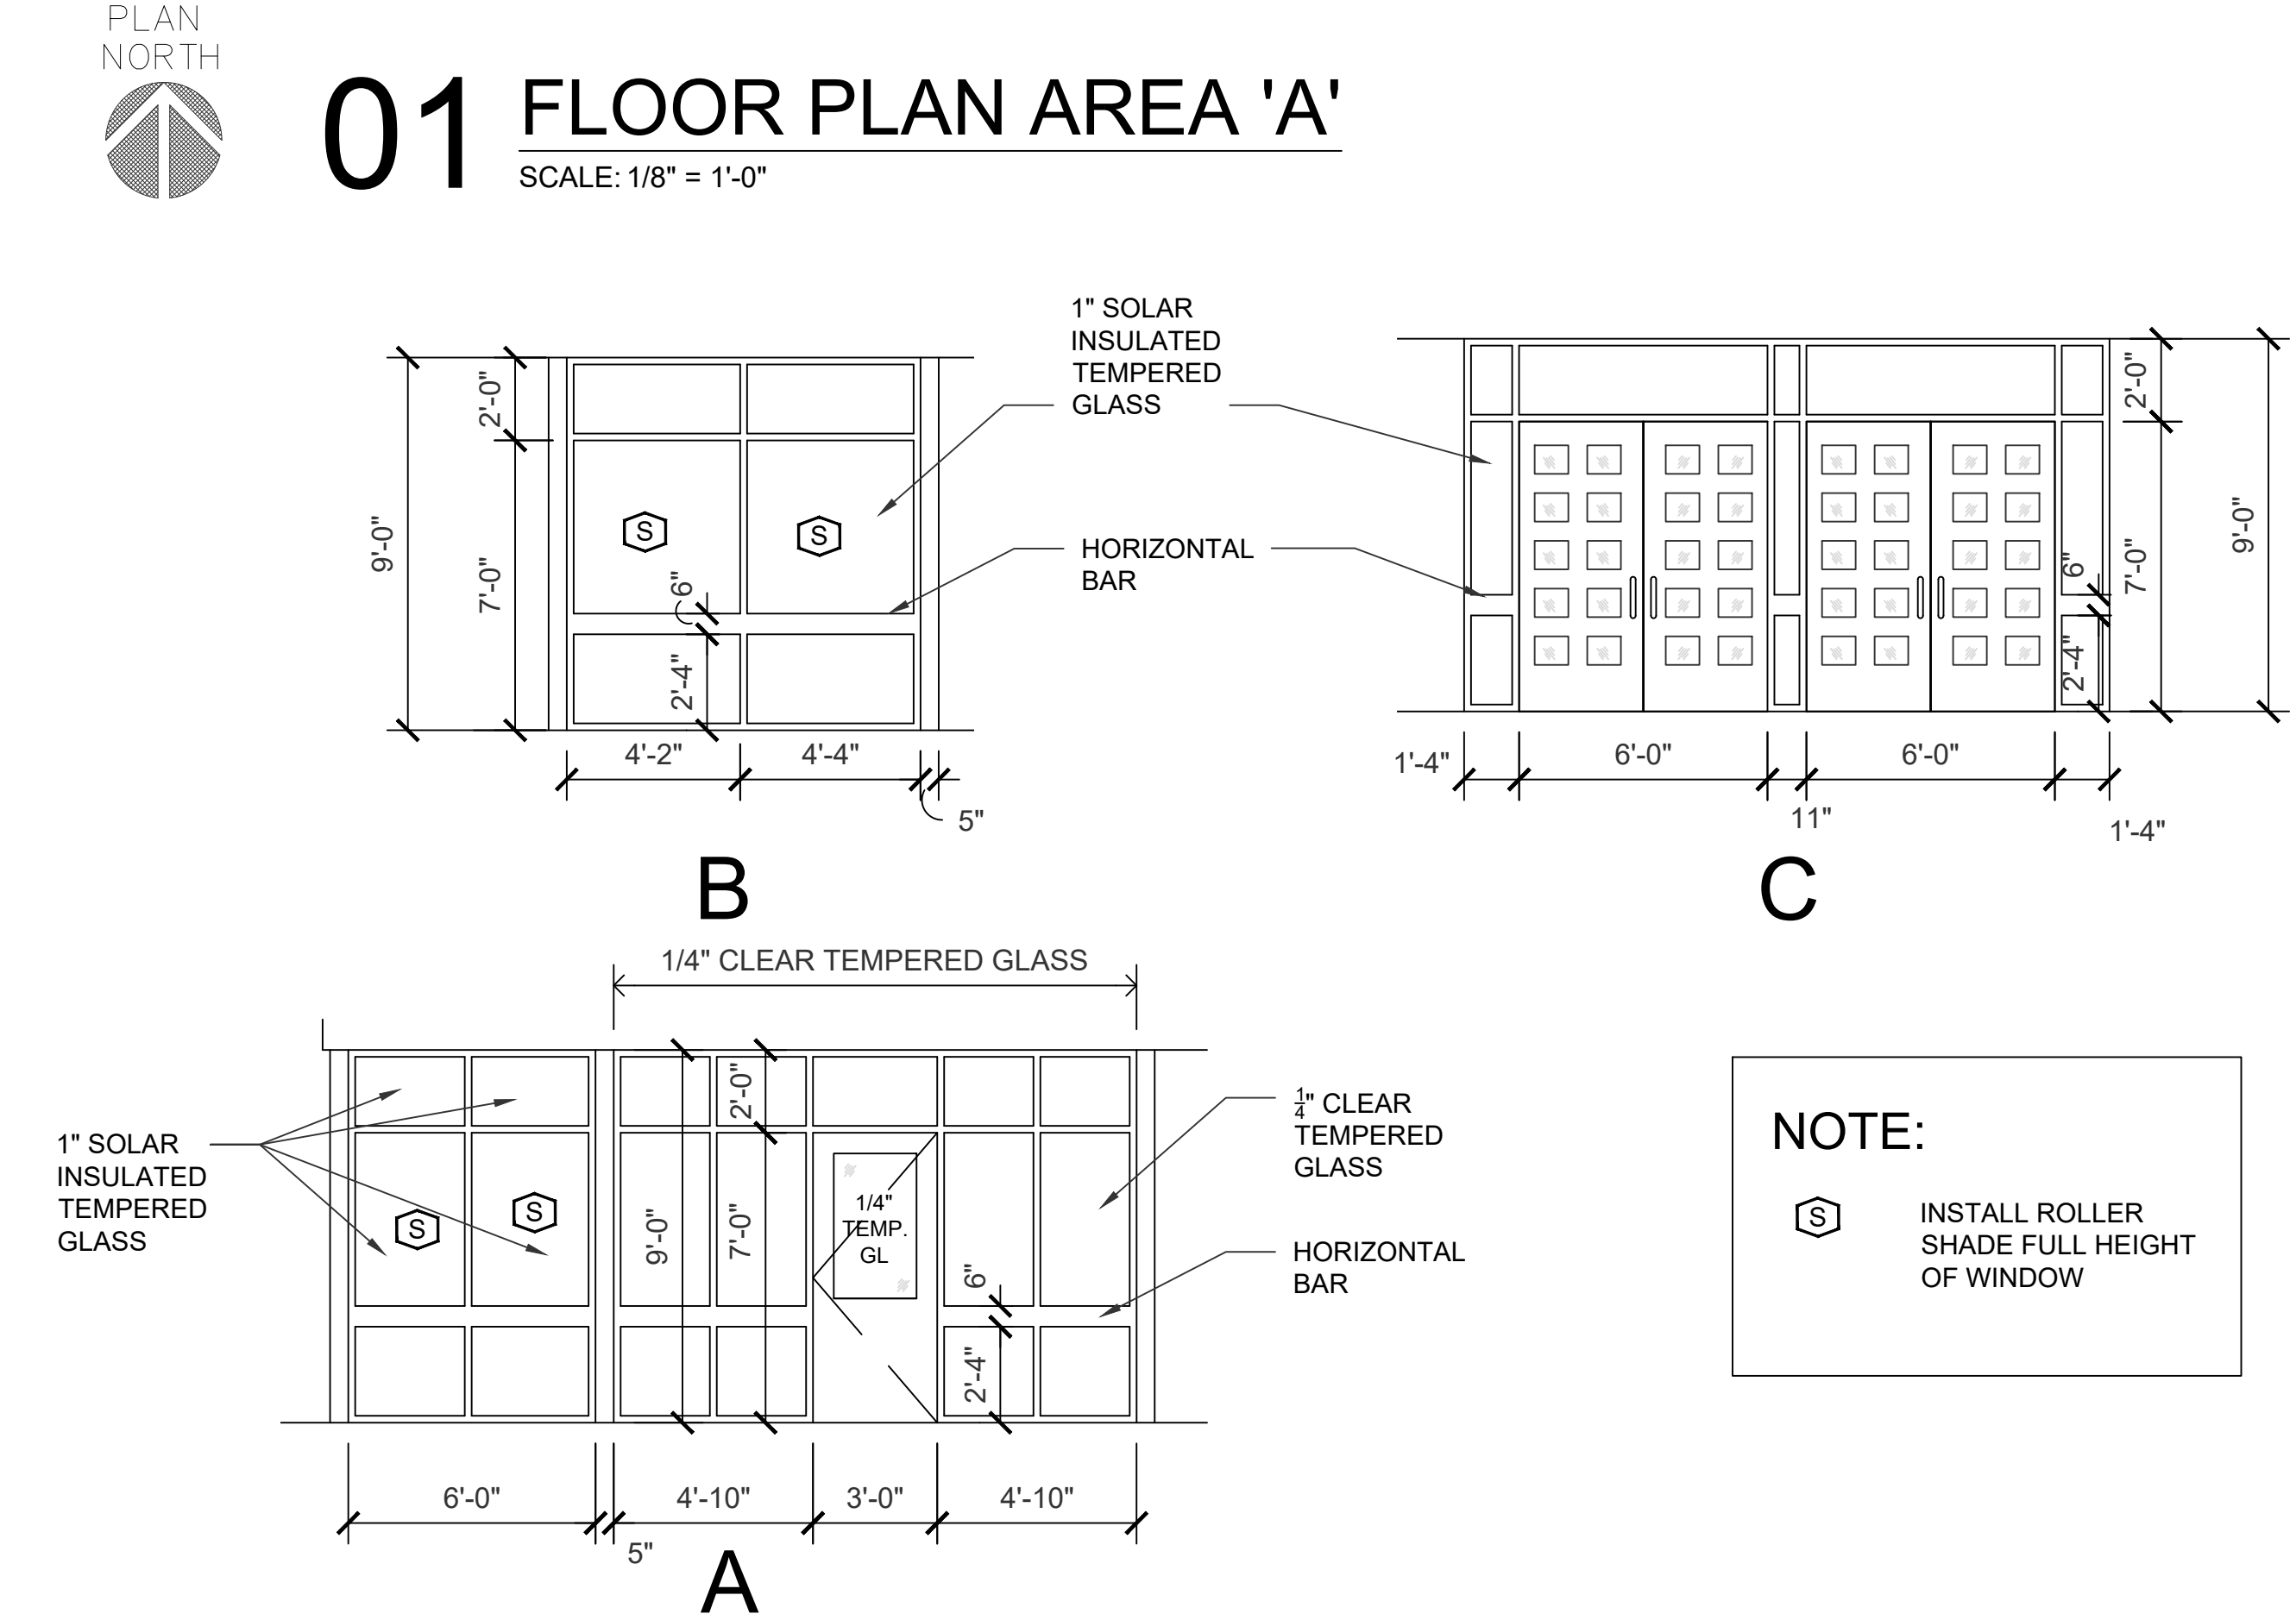 PLAN
NORTH
01 FLOOR PLAN AREA 'A'
SCALE: 1/8" = 1'-0"
1" SOLAR
INSULATED
TEMPERED
GLASS
HORIZONTAL
BAR
9'-0"
2'-0"
7'-0"
S
S
6"
2'-4"
4'-2"
4'-4"
5"
B
2'-0"
7'-0"
9'-0"
6"
2'-4"
1'-4"
6'-0"
11"
6'-0"
1'-4"
C
1/4" CLEAR TEMPERED GLASS
1" SOLAR
INSULATED
TEMPERED
GLASS
S
S
9'-0"
2'-0"
7'-0"
1/4"
TEMP.
GL
6"
2'-4"
1/4" CLEAR
TEMPERED
GLASS
HORIZONTAL
BAR
6'-0"
5"
4'-10"
3'-0"
4'-10"
A
NOTE:
S INSTALL ROLLER
SHADE FULL HEIGHT
OF WINDOW